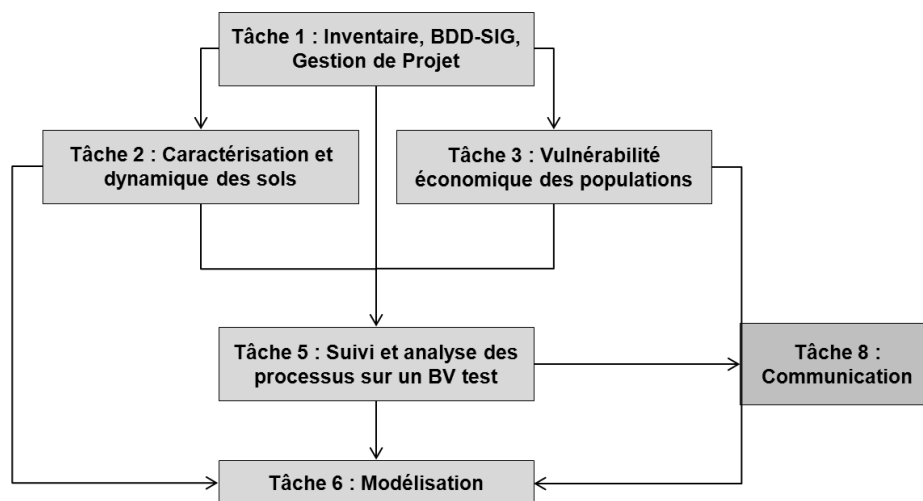 Tâche 1 : Inventaire, BDD-SIG,
Gestion de Projet
Tâche 2 : Caractérisation et
dynamique des sols
Tâche 3 : Vulnérabilité
économique des populations
Tâche 5 : Suivi et analyse des
processus sur un BV test
Tâche 8 :
Communication
Tâche 6 : Modélisation